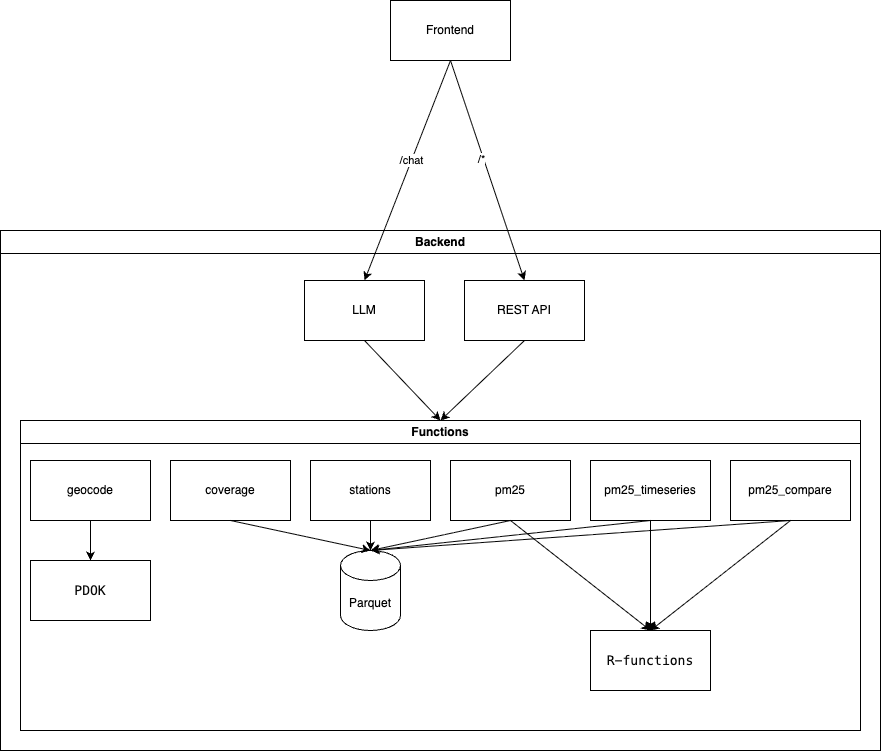 Frontend
/chat
/*
Backend
LLM
REST API
Functions
geocode
coverage
stations
pm25
pm25_timeseries
pm25_compare
PDOK
Parquet
R-functions